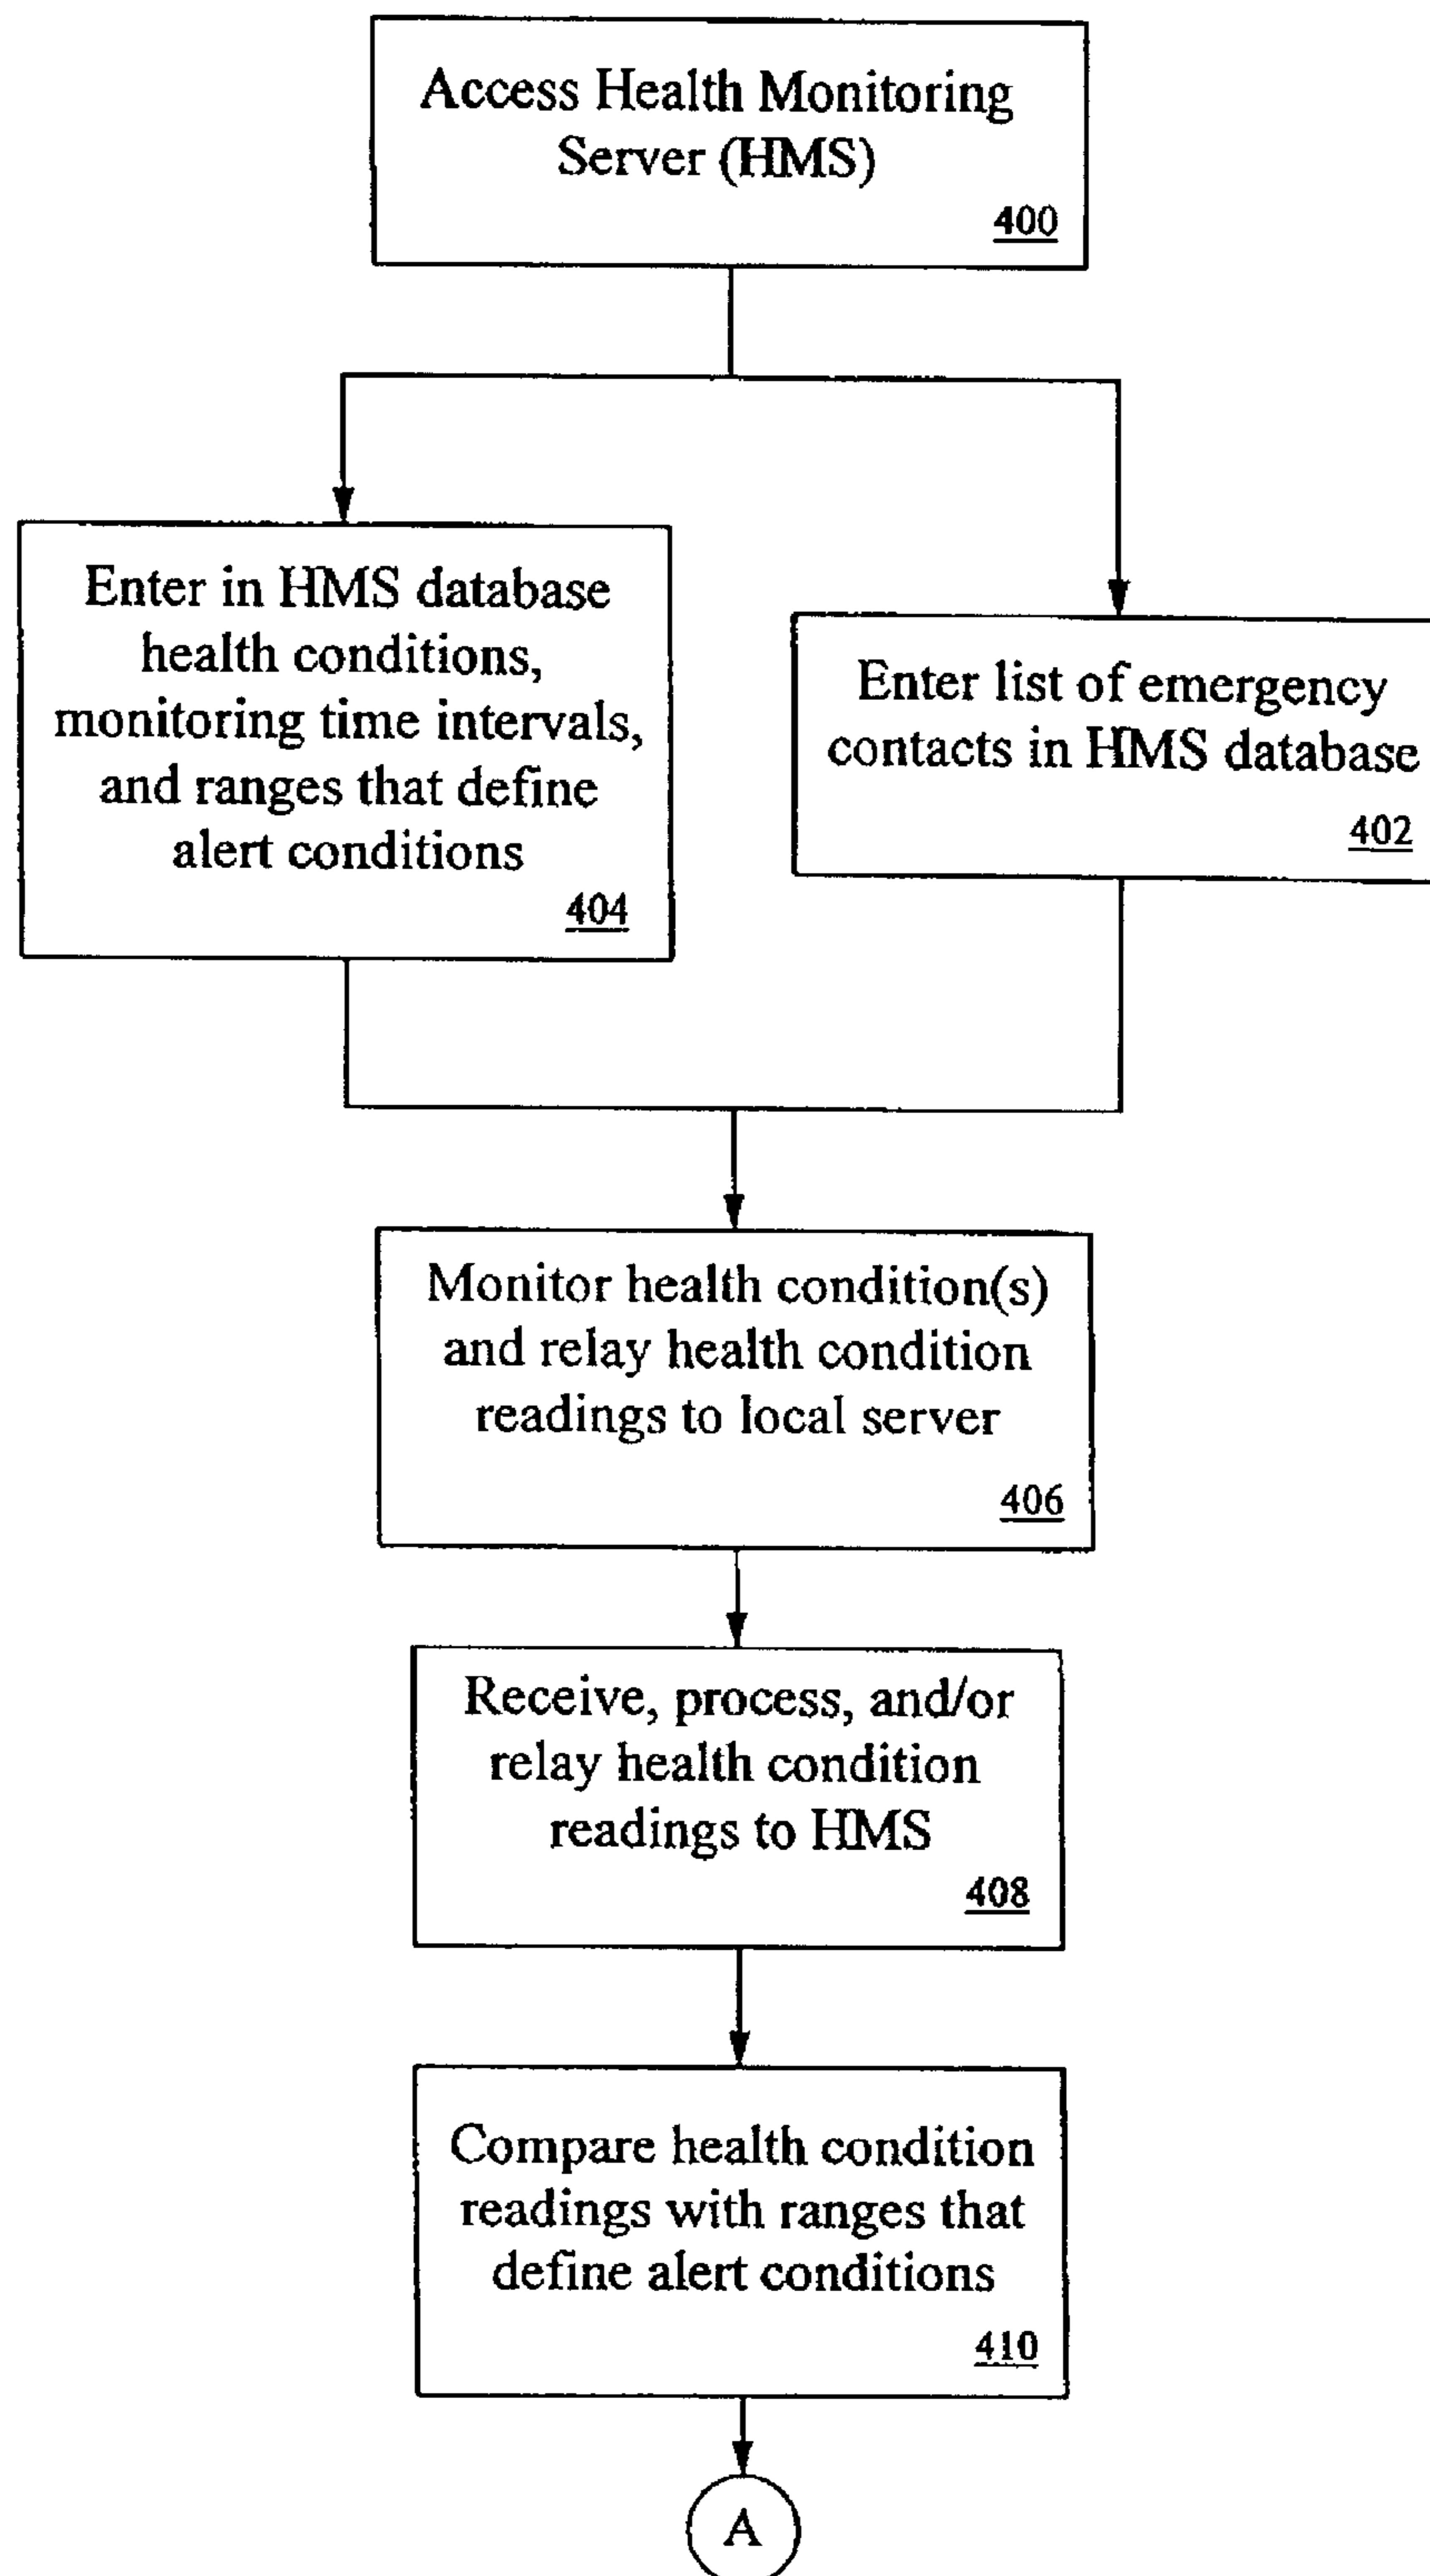 Access Health Monitoring
Server (HMS)
400
Enter in HMS database
health conditions,
monitoring time intervals,
and ranges that define
alert conditions
404
Enter list of emergency
contacts in HMS database
402
Monitor health condition(s)
and relay health condition
readings to local server
406
Receive, process, and/or
relay health condition
readings to HMS
408
Compare health condition
readings with ranges that
define alert conditions
410
A